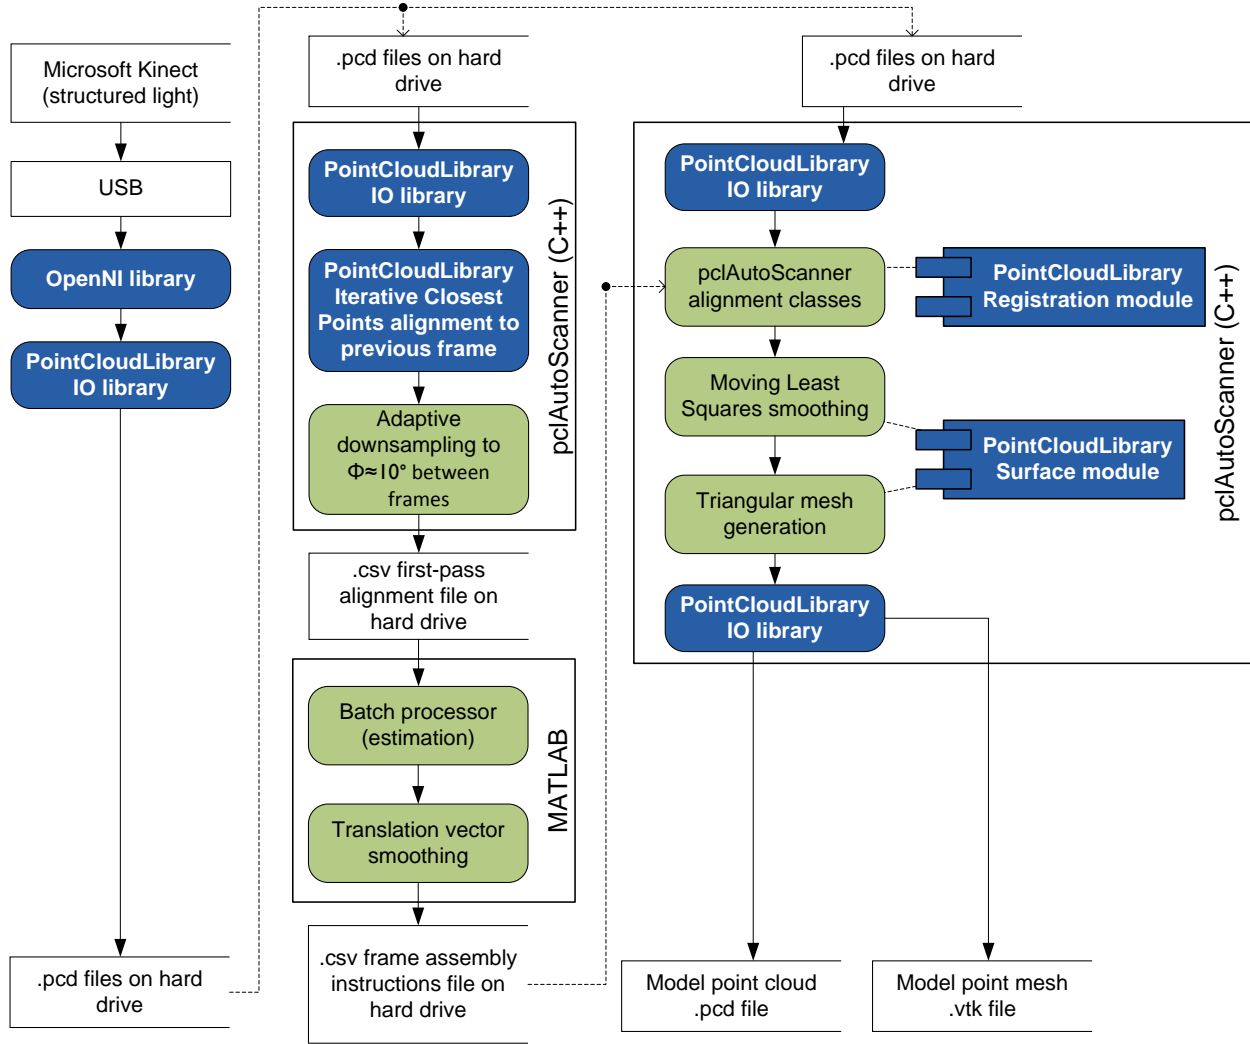 Microsoft Kinect
(structured light)
USB
OpenNI library
PointCloudLibrary
IO library
.pcd files on hard
drive
.pcd files on hard
drive
PointCloudLibrary
IO library
PointCloudLibrary
Iterative Closest
Points alignment to
previous frame
Adaptive
downsampling to
Φ≈10° between
frames
pclAutoScanner (C++)
.csv first-pass
alignment file on
hard drive
Batch processor
(estimation)
Translation vector
smoothing
MATLAB
.csv frame assembly
instructions file on
hard drive
.pcd files on hard
drive
PointCloudLibrary
IO library
pclAutoScanner
alignment classes
PointCloudLibrary
Registration module
Moving Least
Squares smoothing
PointCloudLibrary
Surface module
Triangular mesh
generation
PointCloudLibrary
IO library
pclAutoScanner (C++)
Model point cloud
.pcd file
Model point mesh
.vtk file